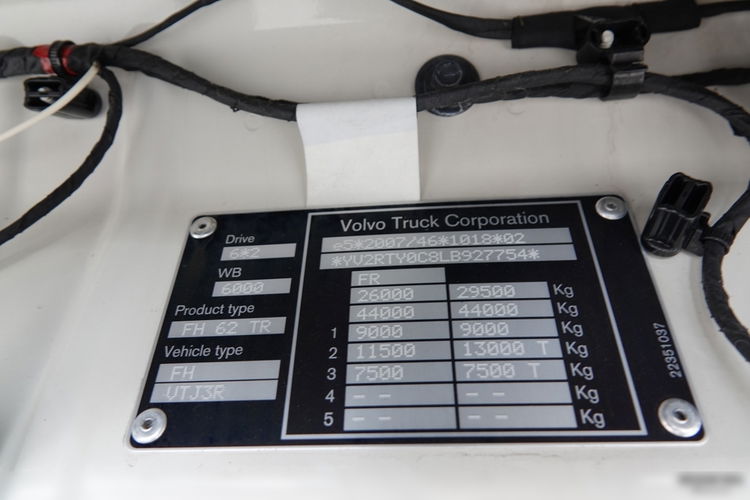 Volvo Truck Corporation
Drive
6*2
WB
6000
Product type
FH 62 TR
Vehicle type
FH
VTJ3R
e5*2007/46*1018*02
*YV2RTY0C8LB927754*
FR
26000 29500 Kg
44000 44000 Kg
1 9000 9000 Kg
2 11500 13000 T Kg
3 7500 7500 T Kg
4 -- -- Kg
5 -- -- Kg
22351037